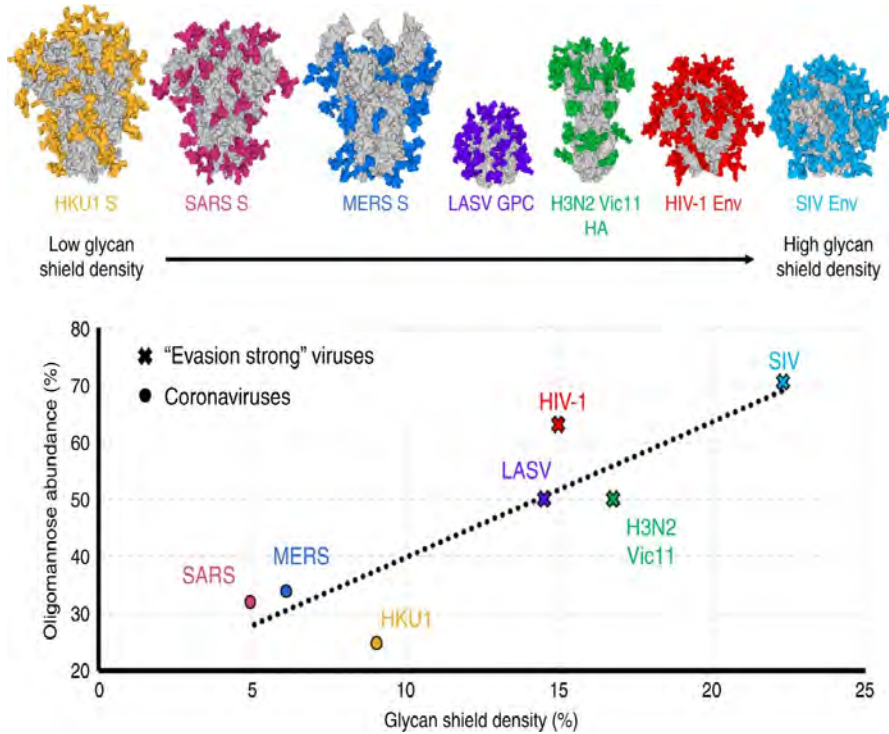 HKU1 S
SARS S
MERS S
LASV GPC
H3N2 Vic11
HA
HIV-1 Env
SIV Env
Low glycan
shield density
High glycan
shield density
80
70
60
50
40
30
20
Oligomannose abundance (%)
"Evasion strong" viruses
Coronaviruses
SIV
HIV-1
LASV
H3N2
Vic11
MERS
SARS
HKU1
0
5
10
15
20
25
Glycan shield density (%)